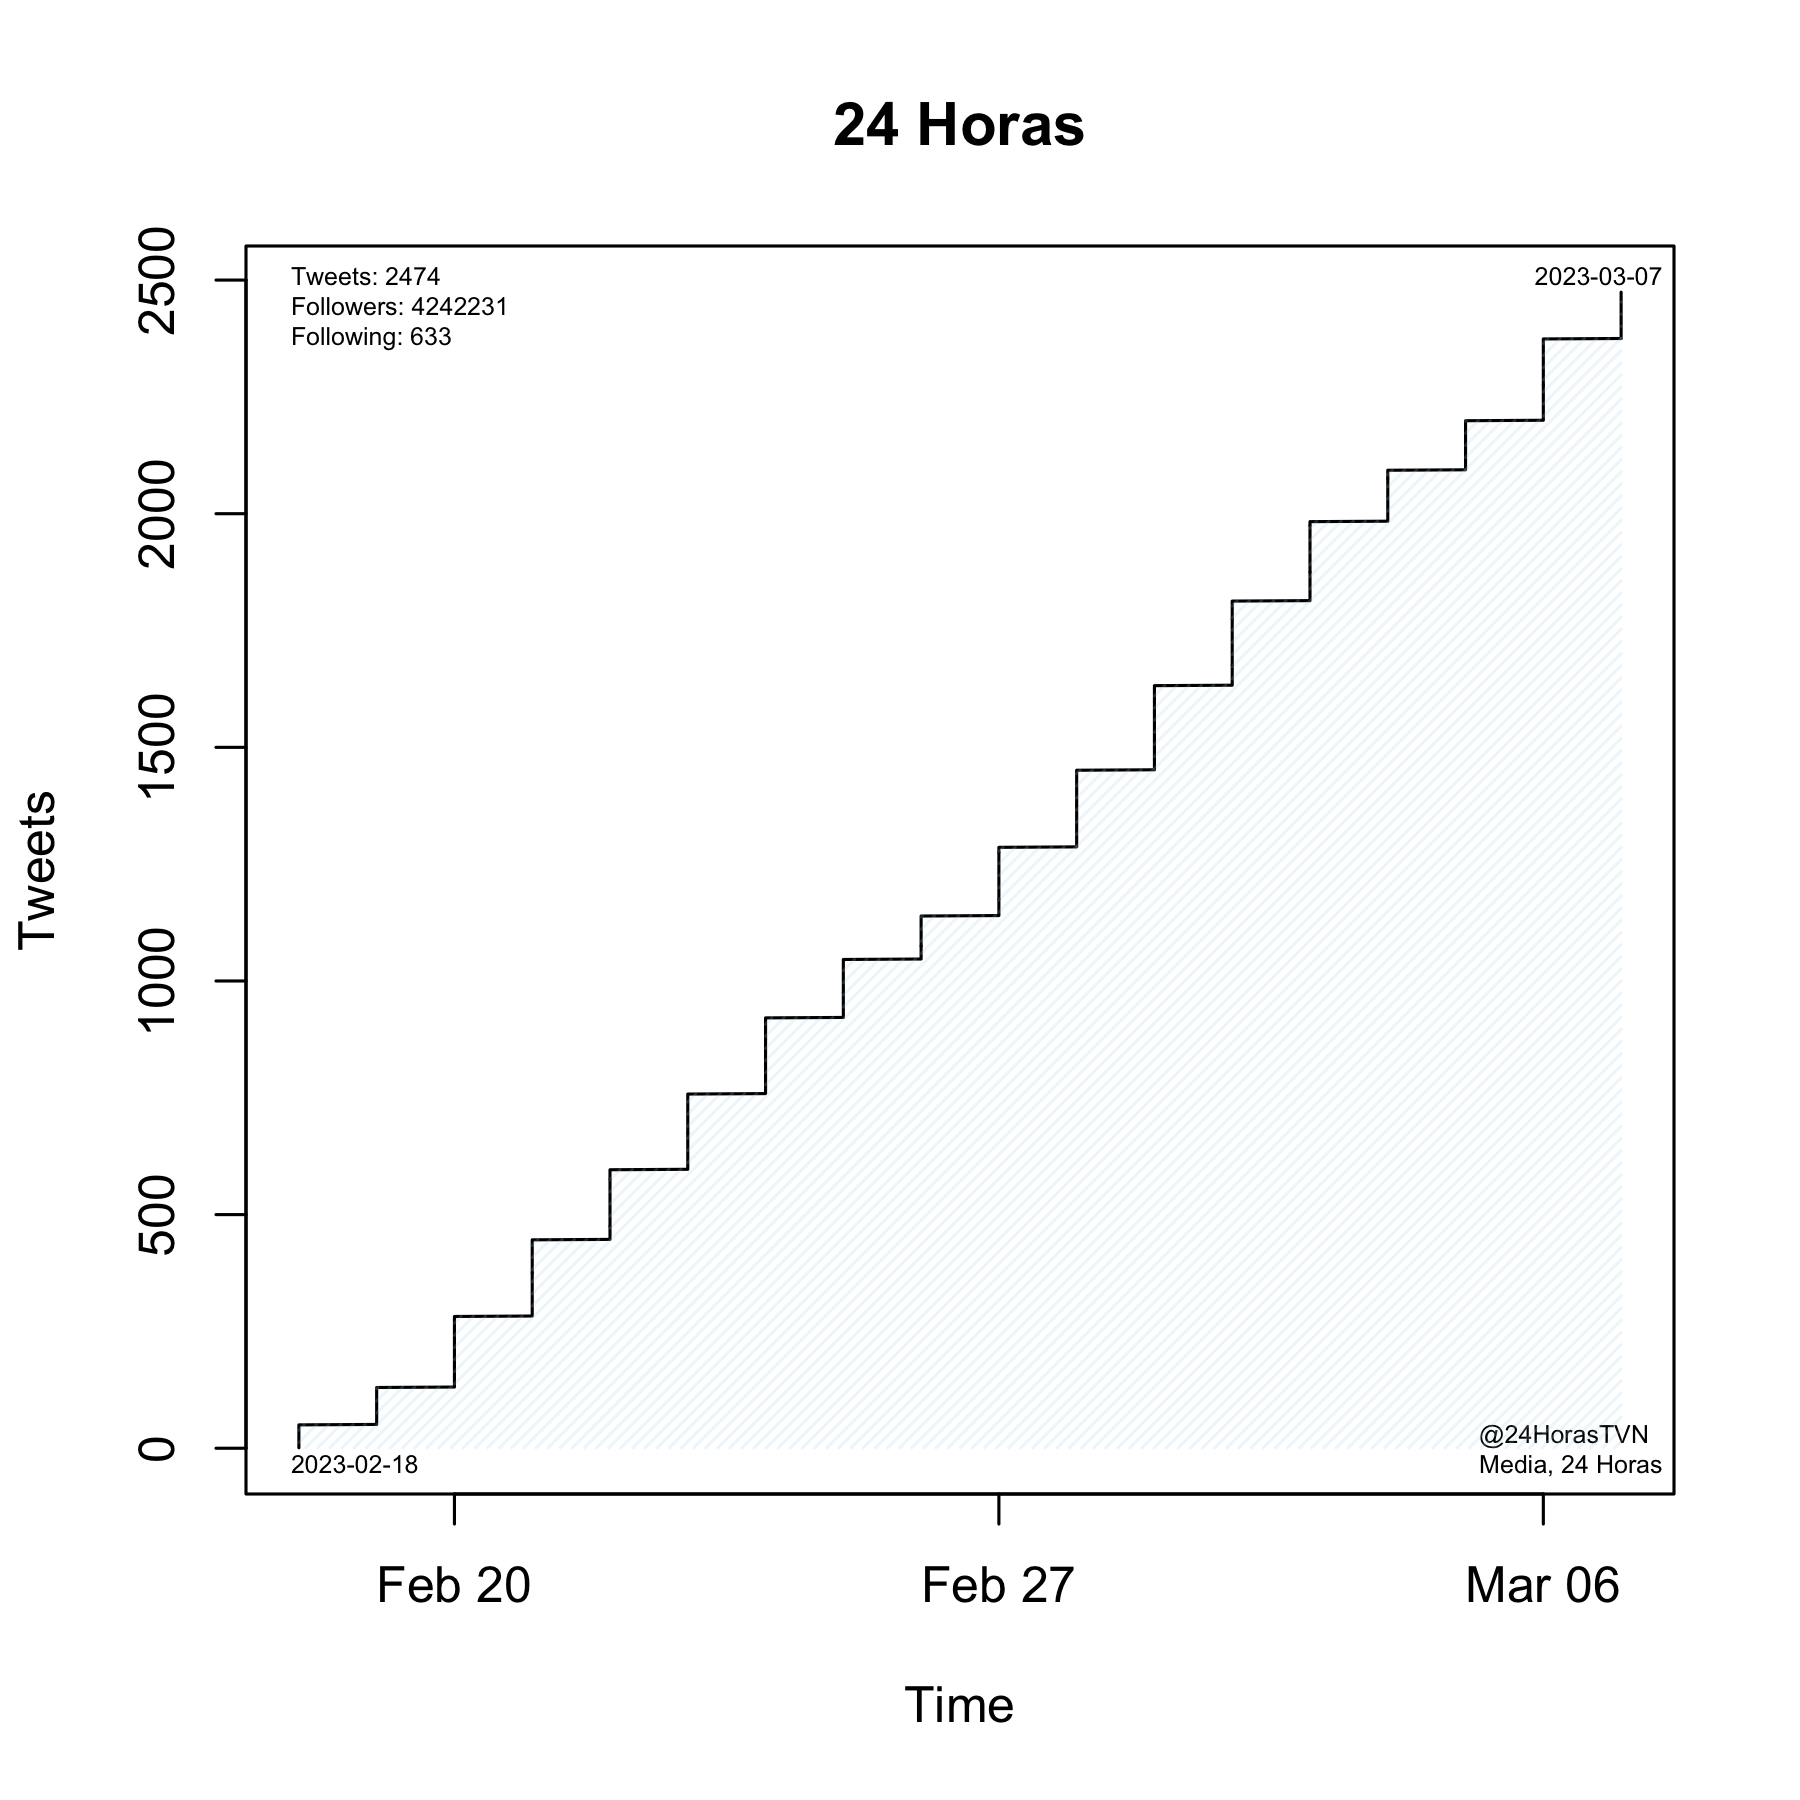 24 Horas
Tweets: 2474
Followers: 4242231
Following: 633
2023-03-07
2500
2000
1500
1000
500
0
Tweets
2023-02-18
@24HorasTVN
Media, 24 Horas
Feb 20
Feb 27
Mar 06
Time